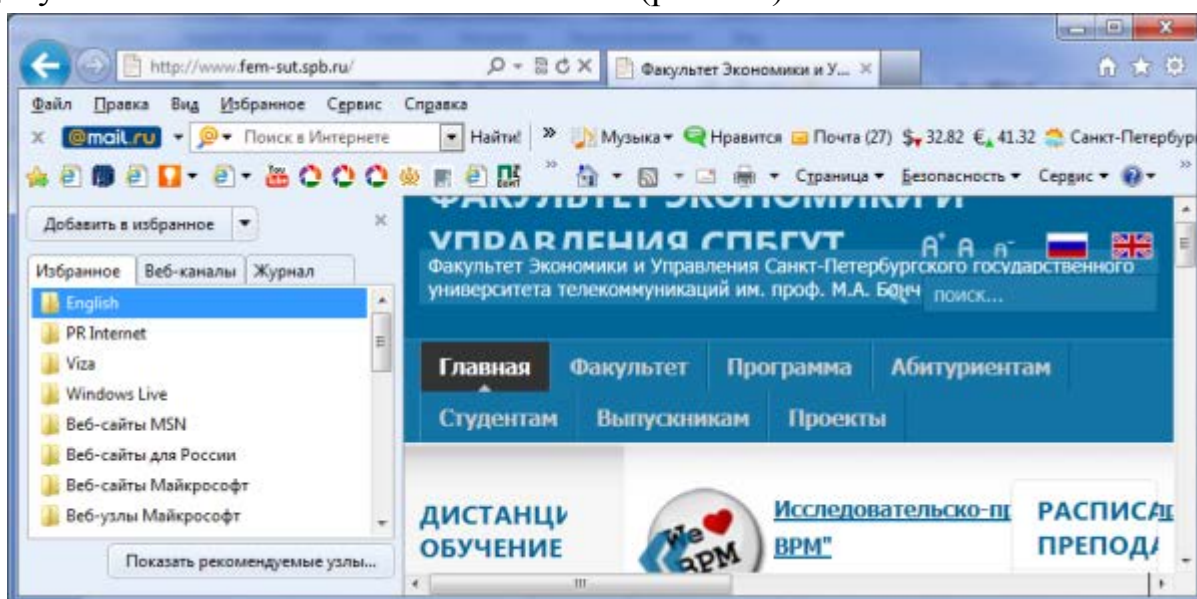 http://www.fem-sut.spb.ru/
Факультет Экономики и У...
Файл Правка Вид Избранное Сервис Справка
@mail.ru Поиск в Интернете Найти! Музыка Нравится Почта (27) 32.82 41.32 Санкт-Петербур
Страница Безопасность Сервис
Добавить в избранное
Избранное Веб-каналы Журнал
English
PR Internet
Viza
Windows Live
Веб-сайты MSN
Веб-сайты для России
Веб-сайты Майкрософт
Веб-узлы Майкрософт
Показать рекомендуемые узлы...
ФАКУЛЬТЕТ ЭКОНОМИКИ И
УПРАВЛЕНИЯ СПБГУТ
A+ A A-
Факультет Экономики и Управления Санкт-Петербургского государственного
университета телекоммуникаций им. проф. М.А. Бонч
поиск...
Главная Факультет Программа Абитуриентам
Студентам Выпускникам Проекты
ДИСТАНЦИ
ОБУЧЕНИЕ
We
BPM
Исследовательско-пр
BPM"
РАСПИСА
ПРЕПОДА